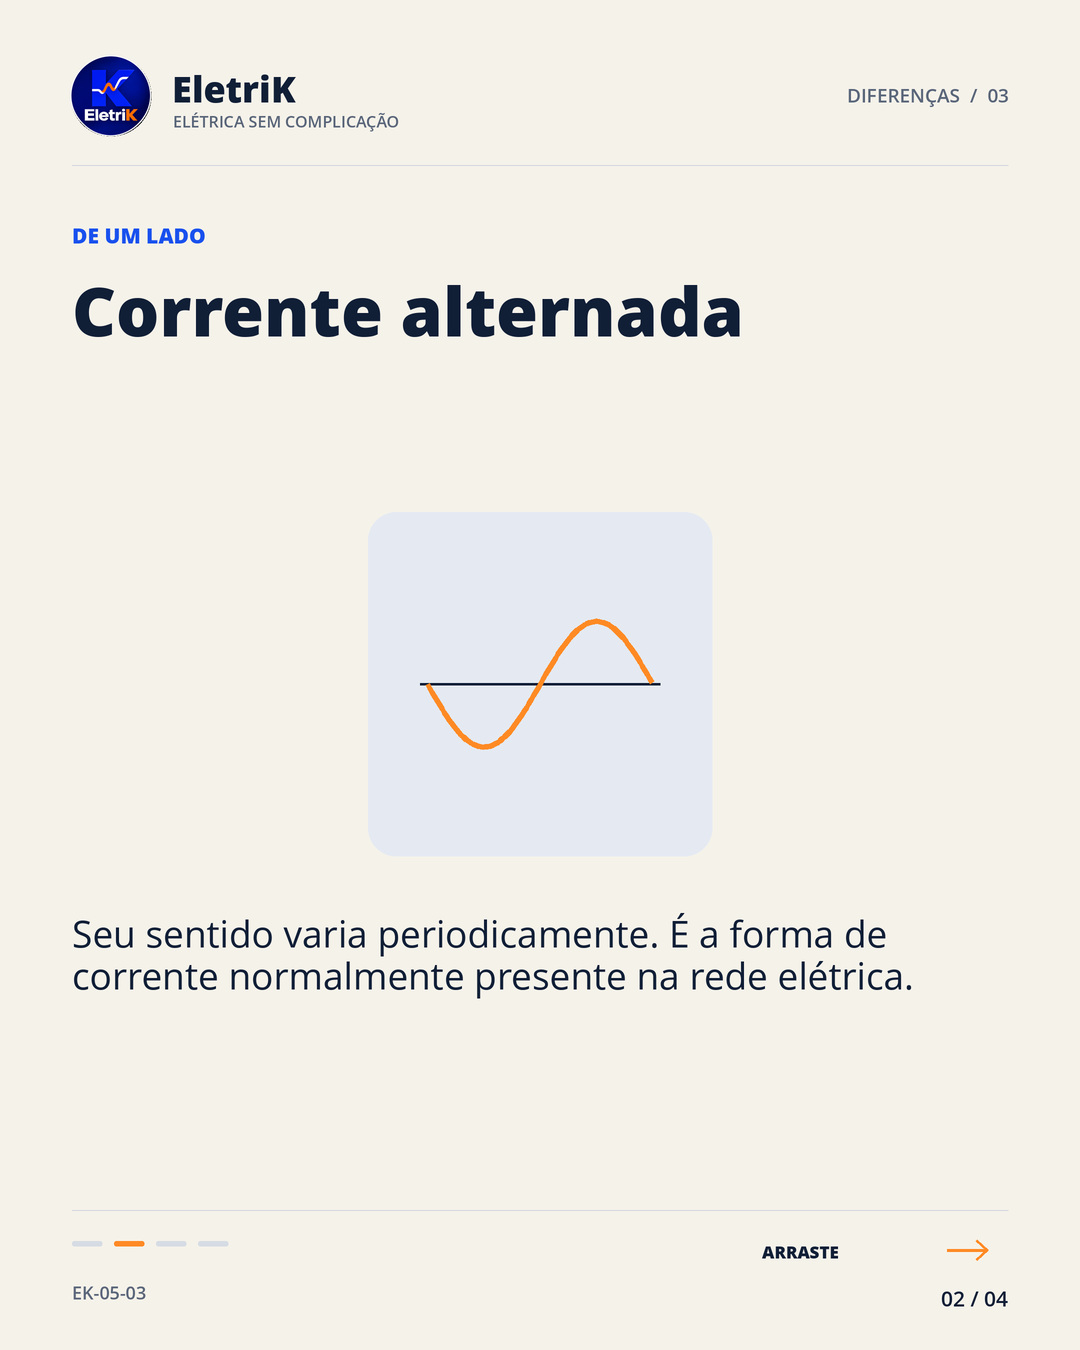 EletriK
EletriK
ELÉTRICA SEM COMPLICAÇÃO
DIFERENÇAS / 03
DE UM LADO
Corrente alternada
Seu sentido varia periodicamente. É a forma de
corrente normalmente presente na rede elétrica.
ARRASTE
EK-05-03
02 / 04